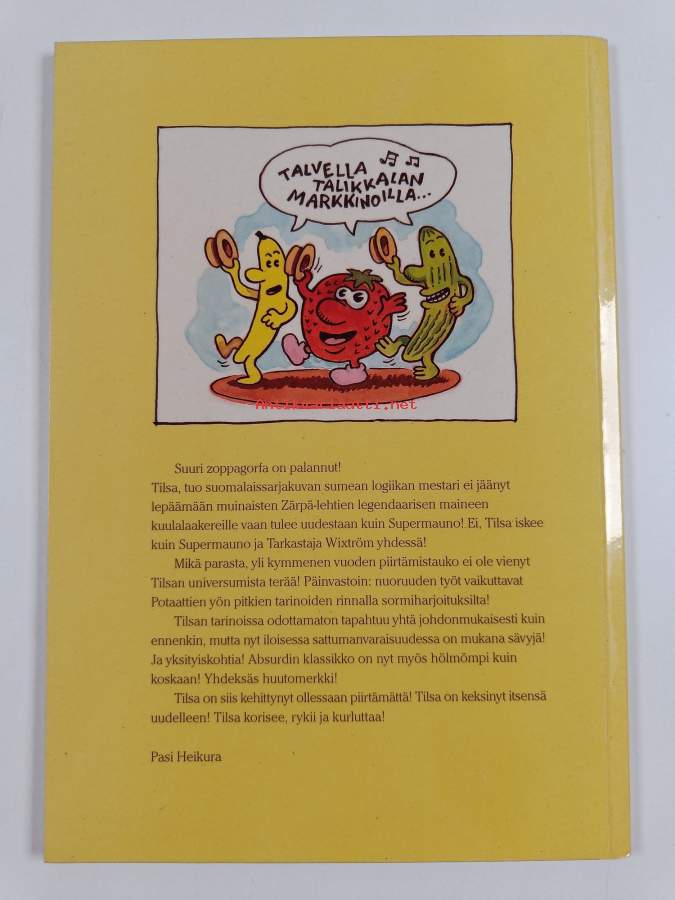 TALVELLA
TALIKKALAN
MARKKINOILLA...
Antikvariaatti.net
Suuri zoppagorfa on palannut!
Tilsa, tuo suomalaissarjakuvan sumean logiikan mestari ei jäänyt
lepäämään muinaisten Zärpä-lehtien legendaarisen maineen
kuulalaakereille vaan tulee uudestaan kuin Supermauno! Ei, Tilsa iskee
kuin Supermauno ja Tarkastaja Wixtröm yhdessä!
Mikä parasta, yli kymmenen vuoden piirtämistauko ei ole vienyt
Tilsan universumista terää! Päinvastoin: nuoruuden työt vaikuttavat
Potaattien yön pitkien tarinoiden rinnalla sormiharjoituksilta!
Tilsan tarinoissa odottamaton tapahtuu yhtä johdonmukaisesti kuin
ennenkin, mutta nyt iloisessa sattumanvaraisuudessa on mukana sävyjä!
Ja yksityiskohtia! Absurdin klassikko on nyt myös hölmömpi kuin
koskaan! Yhdeksäs huutomerkki!
Tilsa on siis kehittynyt ollessaan piirtämättä! Tilsa on keksinyt itsensä
uudelleen! Tilsa korisee, rykii ja kurluttaa!
Pasi Heikura